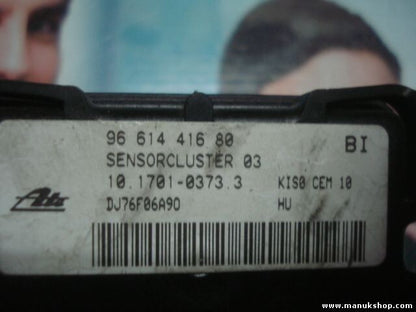 96 614 416 80 BI
SENSORCLUSTER 03
10.1701-0373.3 KIS0 CEM 10
Ate DJ76F06A90 HU
www.manukshop.com